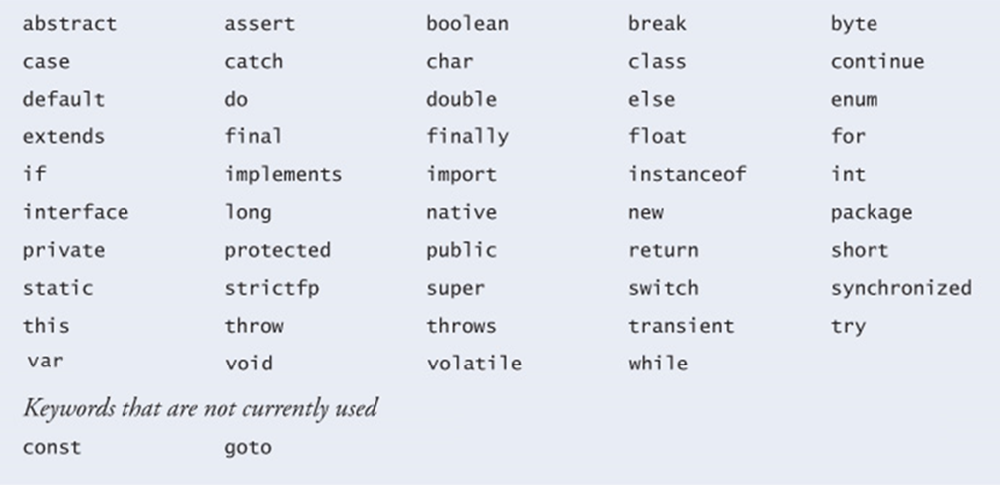 abstract assert boolean break byte
case catch char class continue
default do double else enum
extends final finally float for
if implements import instanceof int
interface long native new package
private protected public return short
static strictfp super switch synchronized
this throw throws transient try
var void volatile while
Keywords that are not currently used
const goto